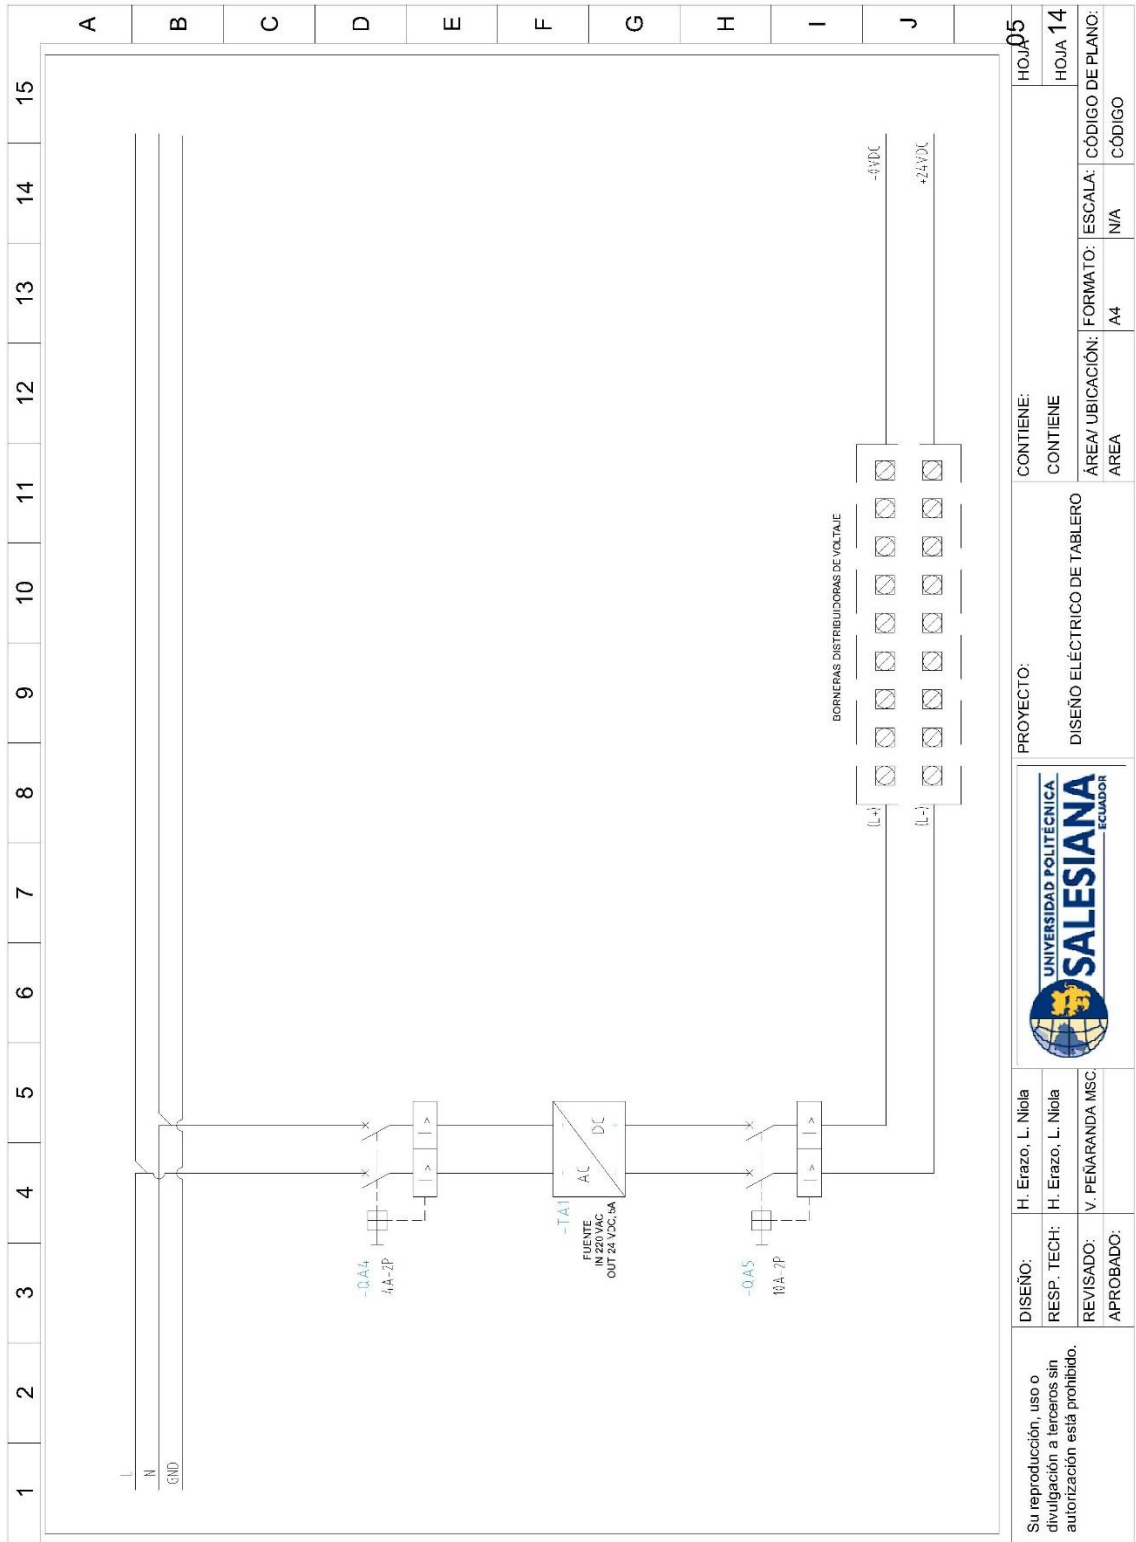 1 2 3 4 5 6 7 8 9 10 11 12 13 14 15
A
B
C
D
E
F
G
H
I
J
L
N
GND
-QA4
4A-2P
I > I >
-TA1
FUENTE
IN 220 VAC
OUT 24 VDC, 5A
AC
DC
-QA5
10A-2P
I > I >
BORNERAS DISTRIBUIDORAS DE VOLTAJE
(L+)
(L-)
-0VDC
+24VDC
Su reproducción, uso o
divulgación a terceros sin
autorización está prohibido.
DISEÑO: H. Erazo, L. Niola
RESP. TECH: H. Erazo, L. Niola
REVISADO: V. PEÑARANDA MSC.
APROBADO:
UNIVERSIDAD POLITÉCNICA
SALESIANA
ECUADOR
PROYECTO:
DISEÑO ELÉCTRICO DE TABLERO
CONTIENE:
CONTIENE
HOJA 05
HOJA 14
ÁREA/ UBICACIÓN: FORMATO: ESCALA: CÓDIGO DE PLANO:
AREA A4 N/A CÓDIGO